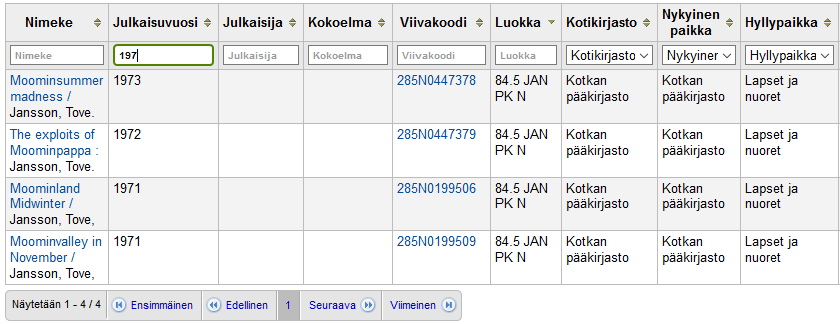 Nimeke Julkaisuvuosi Julkaisija Kokoelma Viivakoodi Luokka Kotikirjasto Nykyinen paikka Hyllypaikka
Nimeke 197 Julkaisija Kokoelma Viivakoodi Luokka Kotikirjasto Nykyiner Hyllypaikka
Moominsummer 1973 285N0447378 84.5 JAN Kotkan Kotkan Lapset ja
madness / PK N pääkirjasto pääkirjasto nuoret
Jansson, Tove.
The exploits of 1972 285N0447379 84.5 JAN Kotkan Kotkan Lapset ja
Moominpappa : PK N pääkirjasto pääkirjasto nuoret
Jansson, Tove.
Moominland 1971 285N0199506 84.5 JAN Kotkan Kotkan Lapset ja
Midwinter / PK N pääkirjasto pääkirjasto nuoret
Jansson, Tove,
Moominvalley in 1971 285N0199509 84.5 JAN Kotkan Kotkan Lapset ja
November / PK N pääkirjasto pääkirjasto nuoret
Jansson, Tove,
Näytetään 1 - 4 / 4 Ensimmäinen Edellinen 1 Seuraava Viimeinen